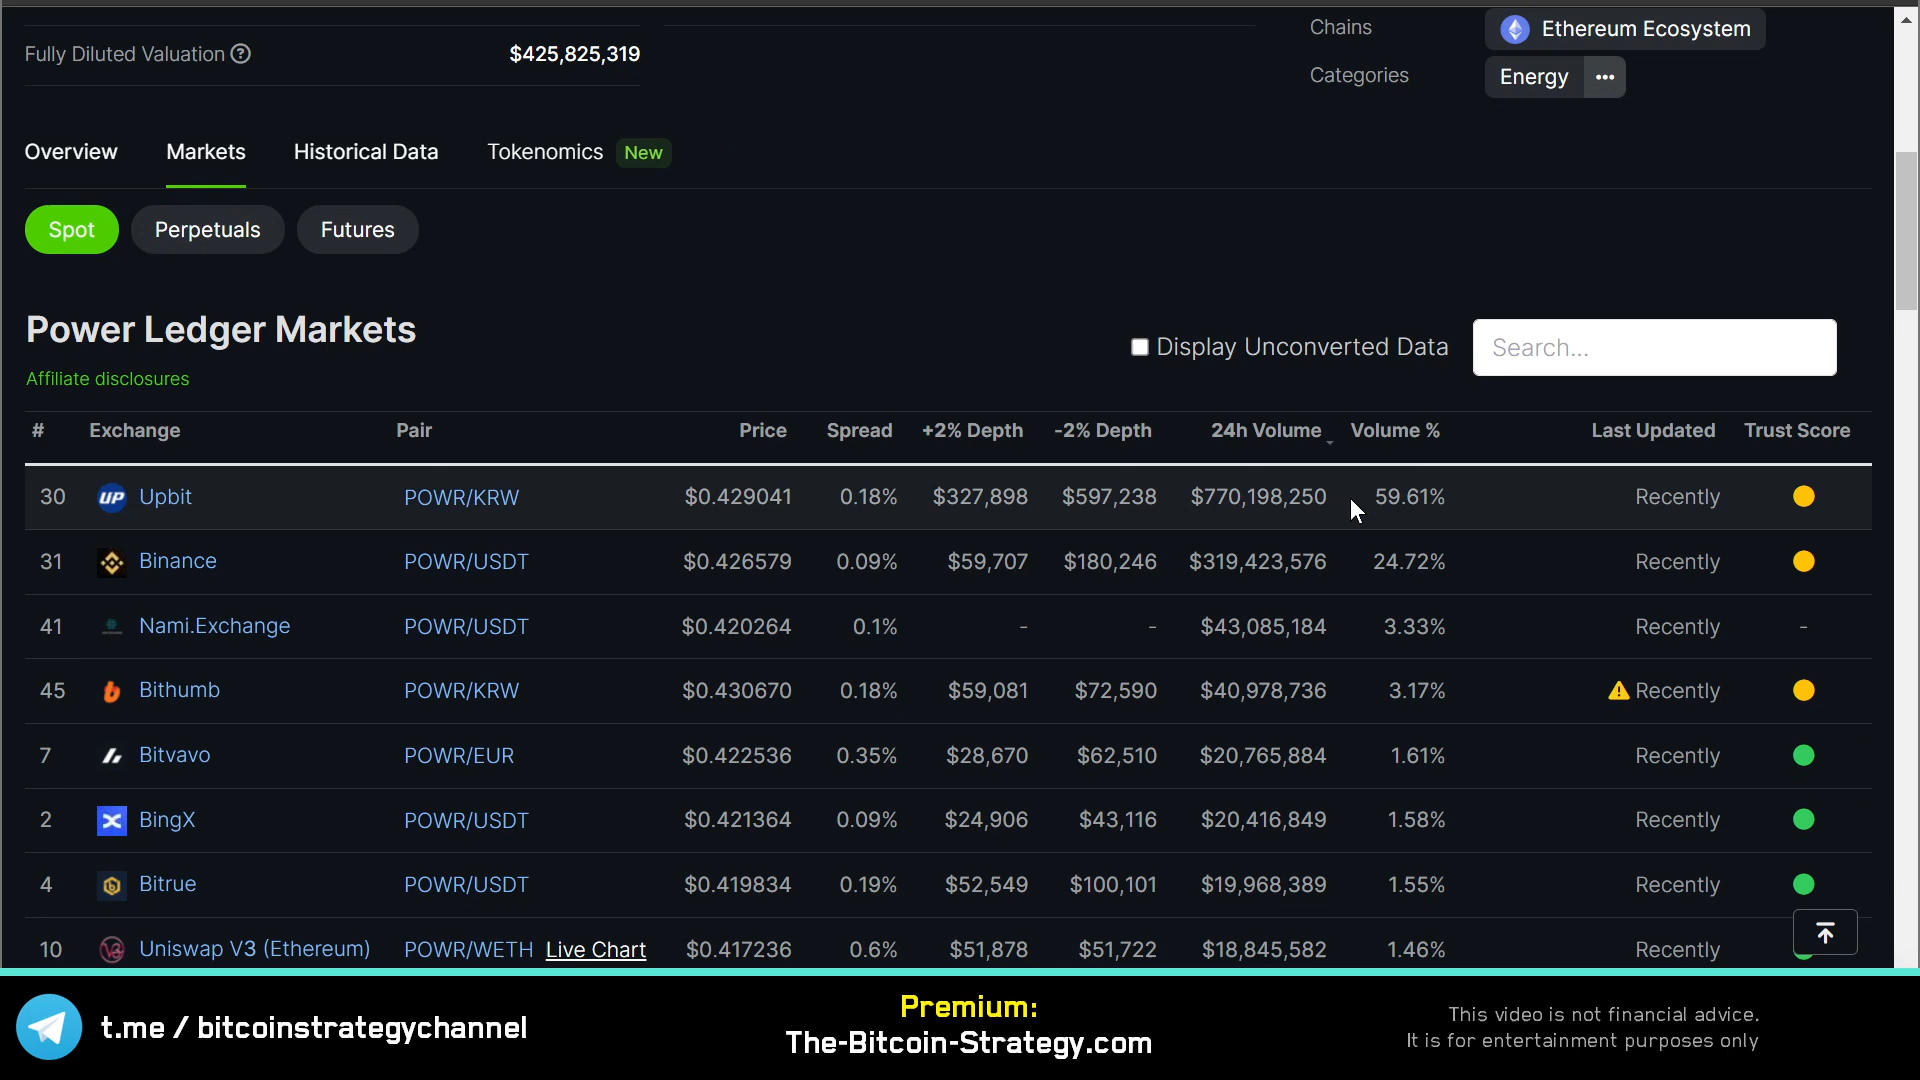 Chains
Ethereum Ecosystem
Fully Diluted Valuation ?
$425,825,319
Categories
Energy •••
Overview Markets Historical Data Tokenomics New
Spot Perpetuals Futures
Power Ledger Markets
Display Unconverted Data
Search...
Affiliate disclosures
# Exchange Pair Price Spread +2% Depth -2% Depth 24h Volume Volume % Last Updated Trust Score
30 UP Upbit POWR/KRW $0.429041 0.18% $327,898 $597,238 $770,198,250 59.61% Recently
31 Binance POWR/USDT $0.426579 0.09% $59,707 $180,246 $319,423,576 24.72% Recently
41 Nami.Exchange POWR/USDT $0.420264 0.1% - - $43,085,184 3.33% Recently -
45 Bithumb POWR/KRW $0.430670 0.18% $59,081 $72,590 $40,978,736 3.17% Recently
7 Bitvavo POWR/EUR $0.422536 0.35% $28,670 $62,510 $20,765,884 1.61% Recently
2 BingX POWR/USDT $0.421364 0.09% $24,906 $43,116 $20,416,849 1.58% Recently
4 Bitrue POWR/USDT $0.419834 0.19% $52,549 $100,101 $19,968,389 1.55% Recently
10 V3 Uniswap V3 (Ethereum) POWR/WETH Live Chart $0.417236 0.6% $51,878 $51,722 $18,845,582 1.46% Recently
t.me / bitcoinstrategychannel
Premium:
The-Bitcoin-Strategy.com
This video is not financial advice.
It is for entertainment purposes only